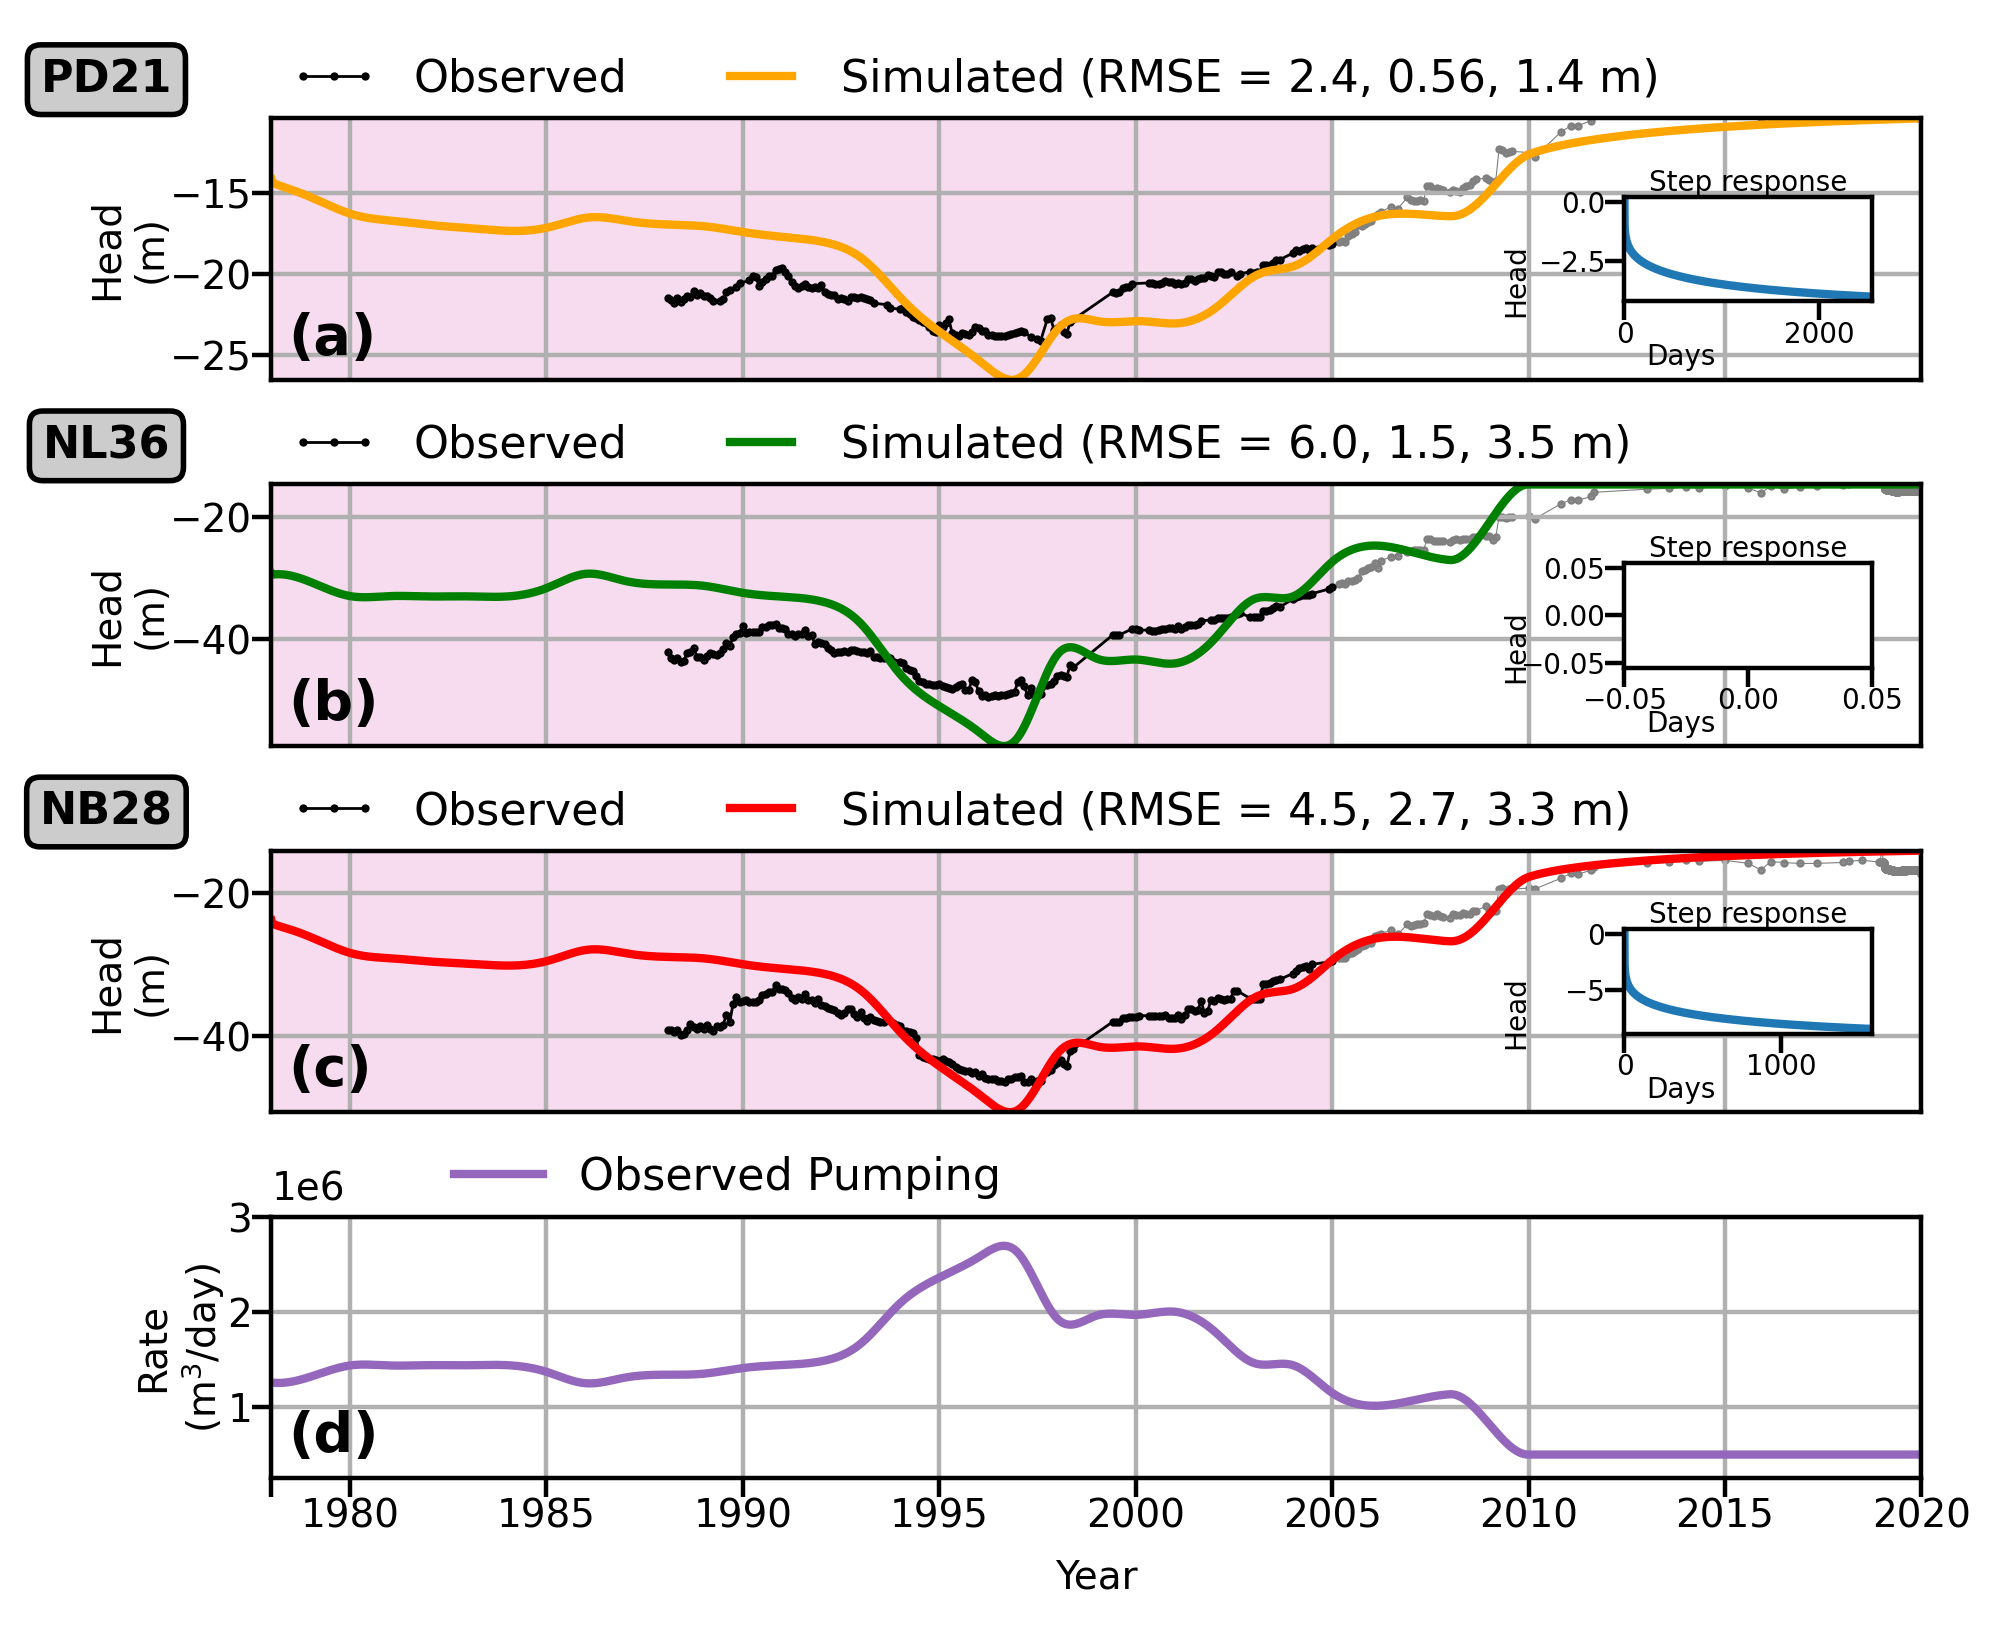 PD21 Observed Simulated (RMSE = 2.4, 0.56, 1.4 m)
Head
(m)
−15
−20
−25
(a)
Step response
0.0
−2.5
Head
0 2000
Days
NL36 Observed Simulated (RMSE = 6.0, 1.5, 3.5 m)
Head
(m)
−20
−40
(b)
Step response
0.05
0.00
−0.05
Head
−0.05 0.00 0.05
Days
NB28 Observed Simulated (RMSE = 4.5, 2.7, 3.3 m)
Head
(m)
−20
−40
(c)
Step response
0
−5
Head
0 1000
Days
Observed Pumping
1e6
Rate
(m³/day)
3
2
1
(d)
1980 1985 1990 1995 2000 2005 2010 2015 2020
Year